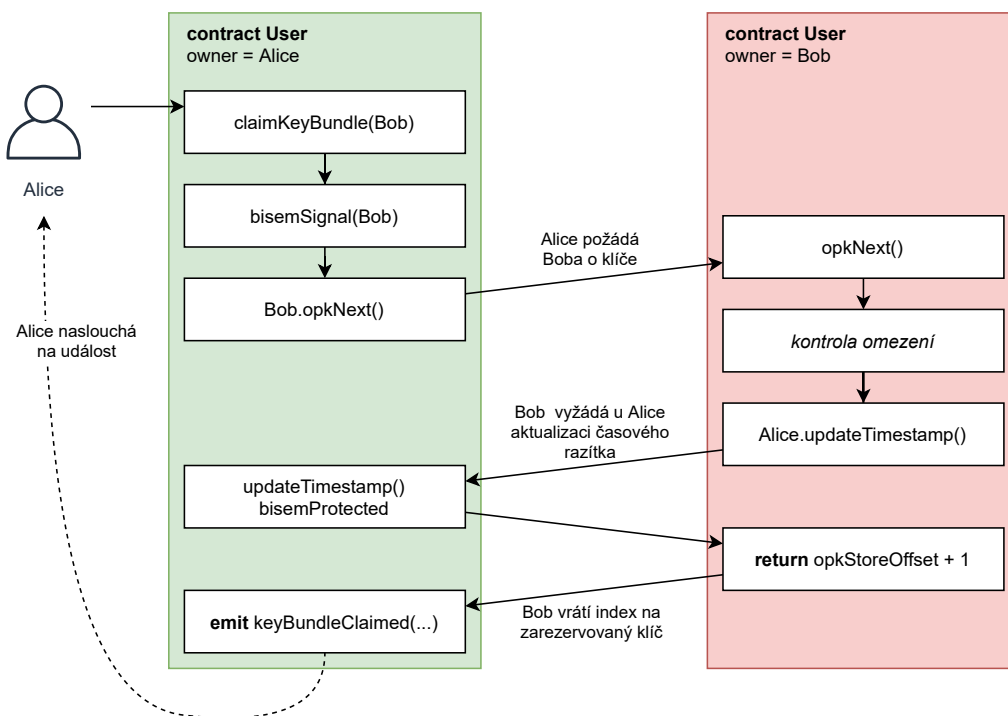 contract User
owner = Alice
contract User
owner = Bob
claimKeyBundle(Bob)
Alice
bisemSignal(Bob)
Alice požádá
Boba o klíče
opkNext()
Bob.opkNext()
Alice naslouchá
na událost
kontrola omezení
Bob  vyžádá u Alice
aktualizaci časového
razítka
Alice.updateTimestamp()
updateTimestamp()
bisemProtected
return opkStoreOffset + 1
emit keyBundleClaimed(...)
Bob vrátí index na
zarezervovaný klíč